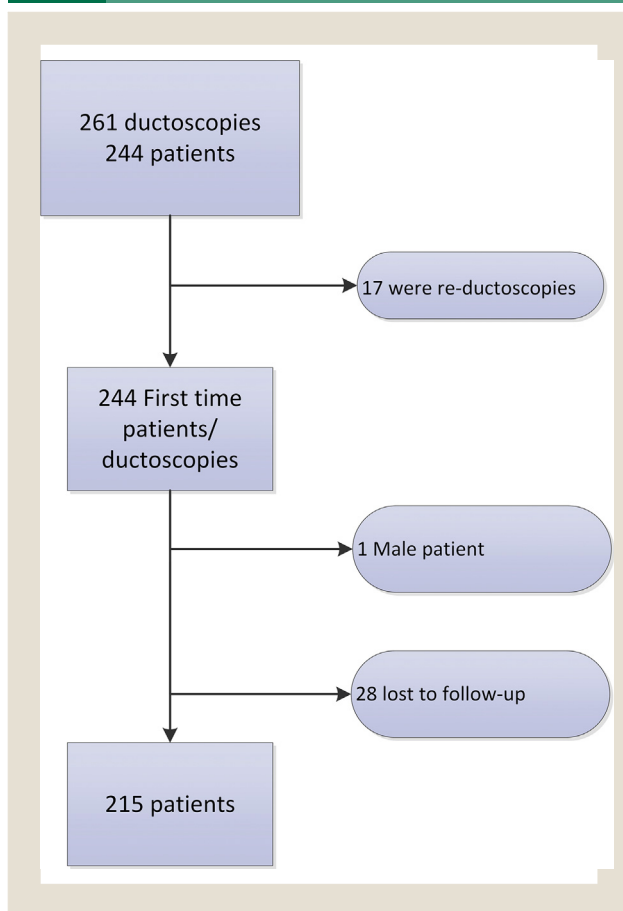 261 ductoscopies
244 patients
17 were re-ductoscopies
244 First time
patients/
ductoscopies
1 Male patient
28 lost to follow-up
215 patients